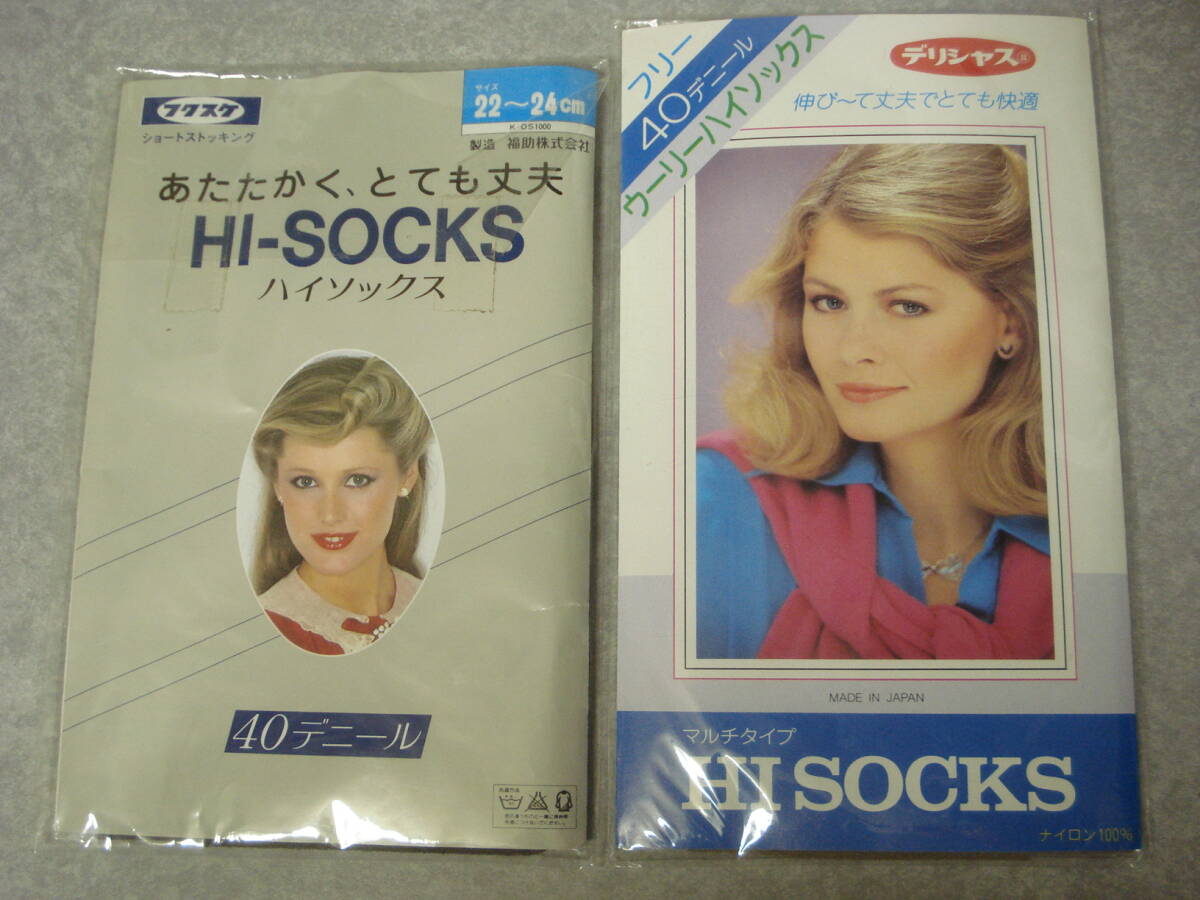 フクスケ
ショートストッキング
サイズ
22〜24cm
K-OS1000
製造 福助株式会社
あたたかく、とても丈夫
HI-SOCKS
ハイソックス
40デニール
フリー
40デニール
ウーリーハイソックス
デリシャス®
伸び〜て丈夫でとても快適
MADE IN JAPAN
マルチタイプ
HI SOCKS
ナイロン100%